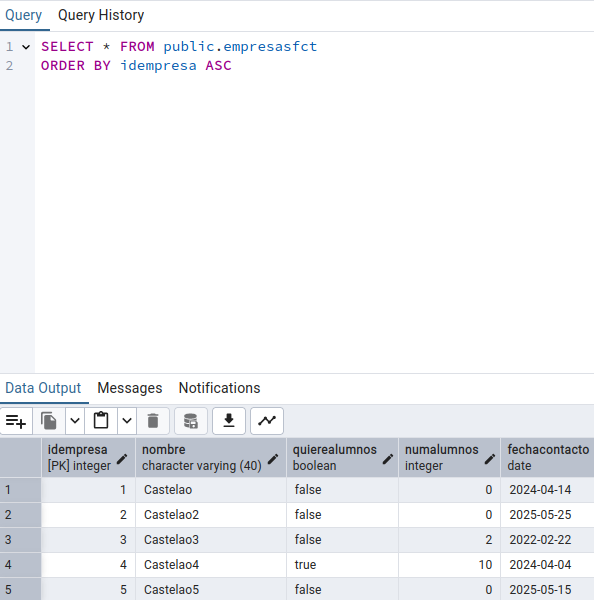 Query Query History
1 SELECT * FROM public.empresasfct
2 ORDER BY idempresa ASC
Data Output Messages Notifications
idempresa nombre quierealumnos numalumnos fechacontacto
[PK] integer character varying (40) boolean integer date
1 1 Castelao false 0 2024-04-14
2 2 Castelao2 false 0 2025-05-25
3 3 Castelao3 false 2 2022-02-22
4 4 Castelao4 true 10 2024-04-04
5 5 Castelao5 false 0 2025-05-15